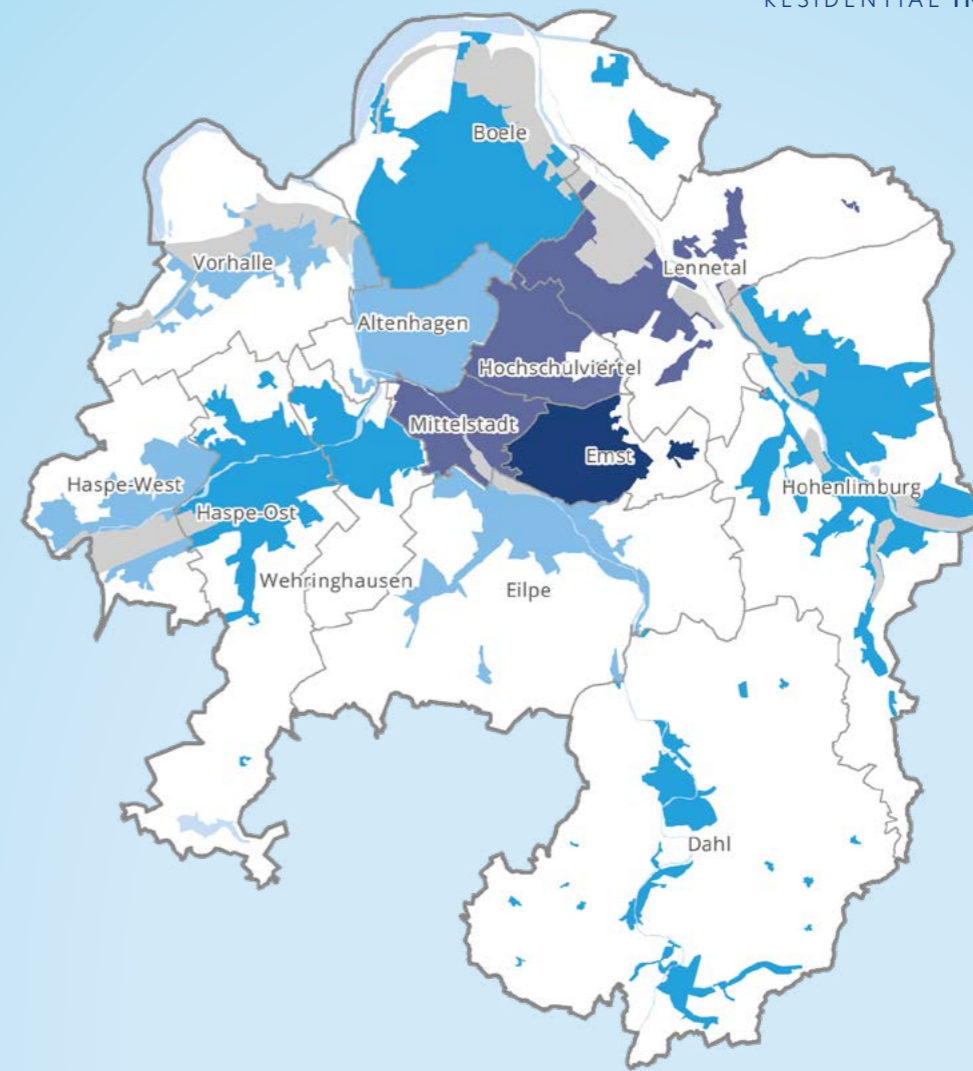 RESIDENTIAL
Boele
Vorhalle
Lennetal
Altenhagen
Hochschulviertel
Mittelstadt
Emst
Haspe-West
Hohenlimburg
Haspe-Ost
Wehringhausen
Eilpe
Dahl